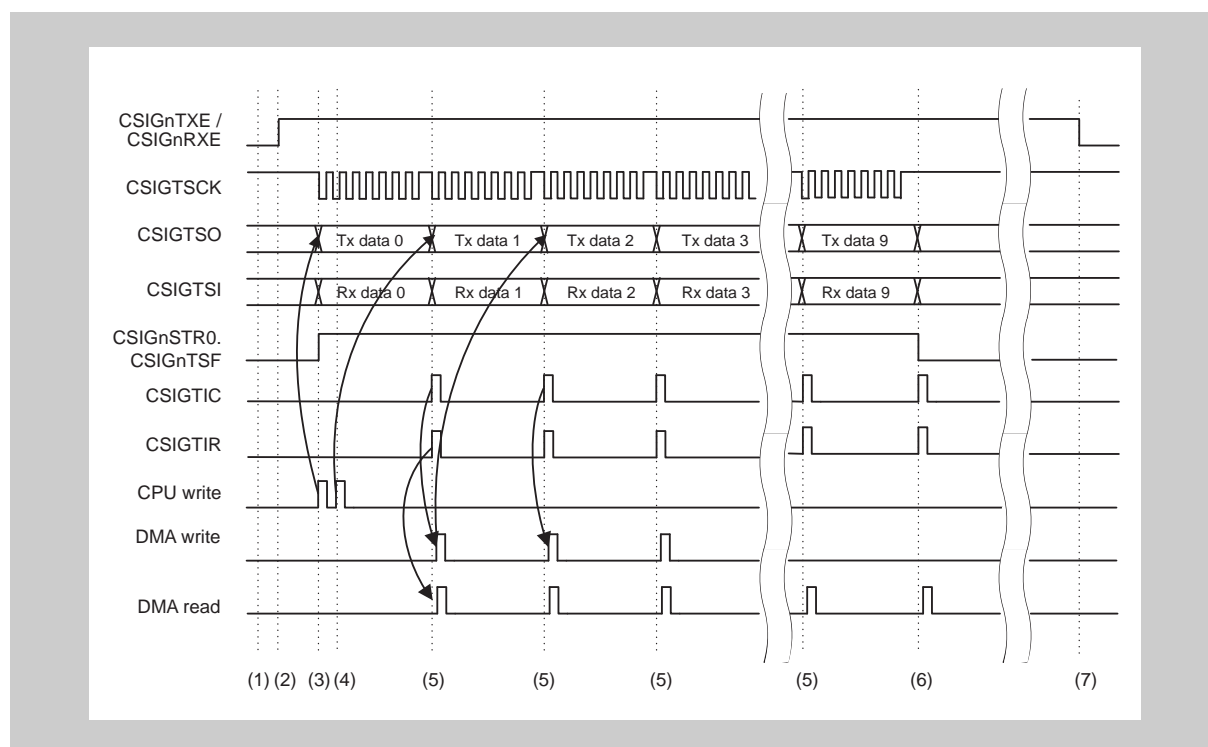 CSIGnTXE /
CSIGnRXE
CSIGTSCK
CSIGTSO
Tx data 0
Tx data 1
Tx data 2
Tx data 3
Tx data 9
CSIGTSI
Rx data 0
Rx data 1
Rx data 2
Rx data 3
Rx data 9
CSIGnSTR0.
CSIGnTSF
CSIGTIC
CSIGTIR
CPU write
DMA write
DMA read
(1) (2) (3) (4) (5) (5) (5) (5) (6) (7)